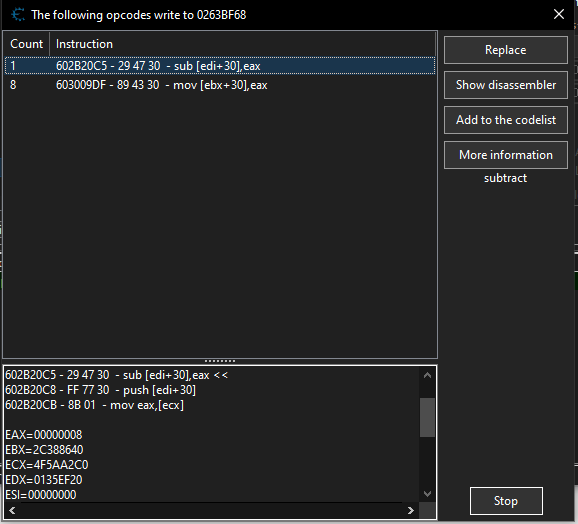 The following opcodes write to 0263BF68
Count Instruction
1 602B20C5 - 29 47 30 - sub [edi+30],eax
8 603009DF - 89 43 30 - mov [ebx+30],eax
Replace
Show disassembler
Add to the codelist
More information
subtract
602B20C5 - 29 47 30 - sub [edi+30],eax <<
602B20C8 - FF 77 30 - push [edi+30]
602B20CB - 8B 01 - mov eax,[ecx]
EAX=00000008
EBX=2C388640
ECX=4F5AA2C0
EDX=0135EF20
ESI=00000000
Stop